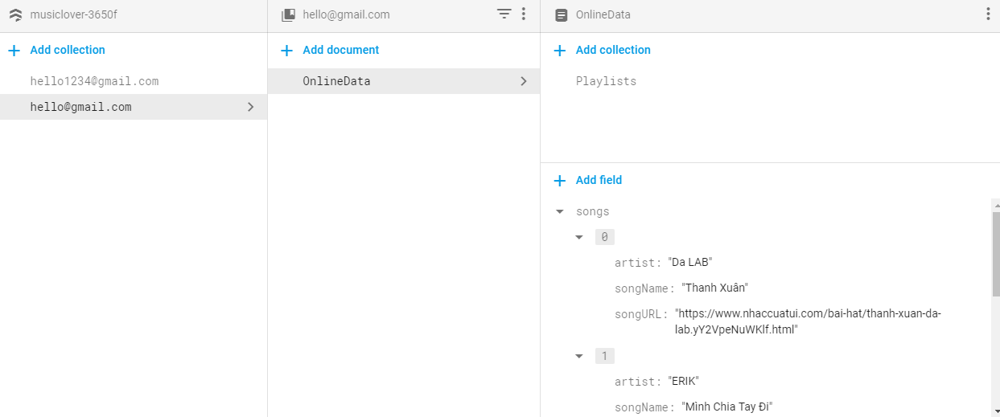 musiclover-3650f
Add collection
hello1234@gmail.com
hello@gmail.com
hello@gmail.com
Add document
OnlineData
OnlineData
Add collection
Playlists
Add field
songs
0
artist: "Da LAB"
songName: "Thanh Xuân"
songURL: "https://www.nhaccuatui.com/bai-hat/thanh-xuan-da-
lab.yY2VpeNuWKlf.html"
1
artist: "ERIK"
songName: "Mình Chia Tay Đi"